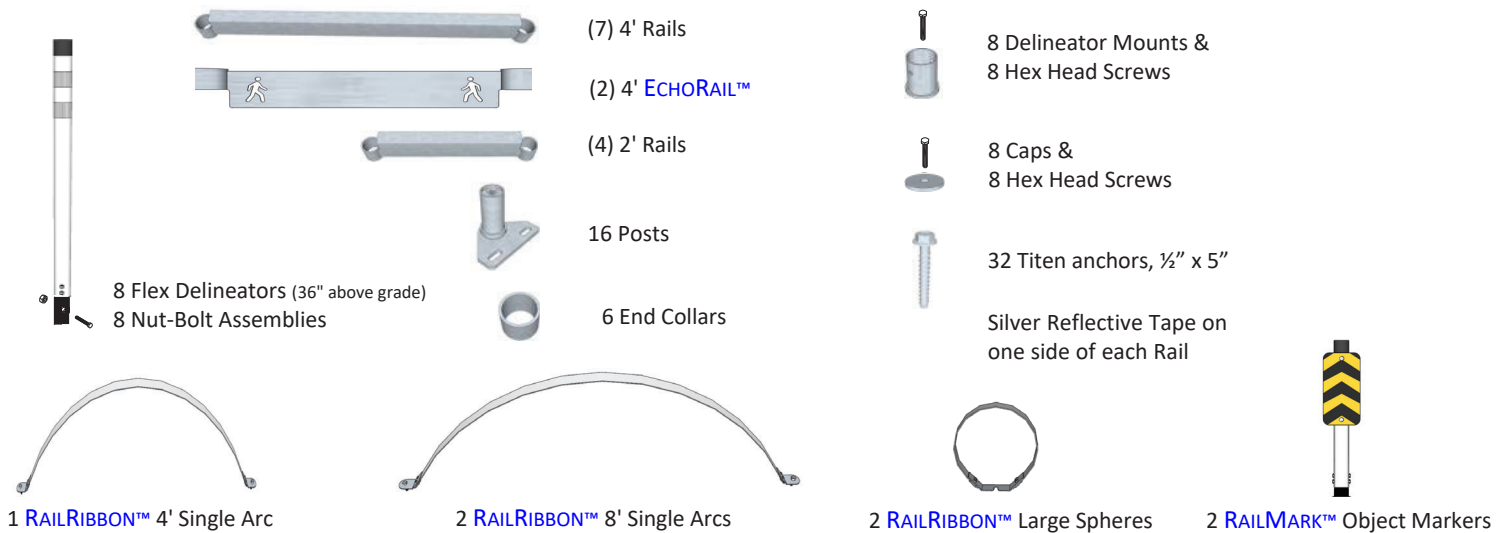 (7) 4' Rails
(2) 4' ECHORAIL™
(4) 2' Rails
16 Posts
8 Flex Delineators (36" above grade)
8 Nut-Bolt Assemblies
6 End Collars
8 Delineator Mounts &
8 Hex Head Screws
8 Caps &
8 Hex Head Screws
32 Titen anchors, ½” x 5”
Silver Reflective Tape on
one side of each Rail
1 RAILRIBBON™ 4' Single Arc
2 RAILRIBBON™ 8' Single Arcs
2 RAILRIBBON™ Large Spheres
2 RAILMARK™ Object Markers